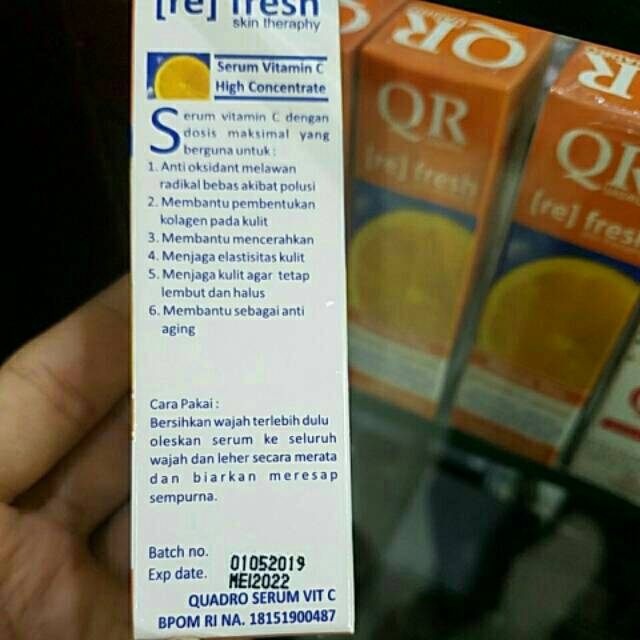 [re] fresh
skin theraphy
Serum Vitamin C
High Concentrate
Serum vitamin C dengan
dosis maksimal yang
berguna untuk :
1. Anti oksidant melawan
radikal bebas akibat polusi
2. Membantu pembentukan
kolagen pada kulit
3. Membantu mencerahkan
4. Menjaga elastisitas kulit
5. Menjaga kulit agar tetap
lembut dan halus
6. Membantu sebagai anti
aging
Cara Pakai :
Bersihkan wajah terlebih dulu
oleskan serum ke seluruh
wajah dan leher secara merata
dan biarkan meresap
sempurna.
Batch no. 01052019
Exp date. MEI2022
QUADRO SERUM VIT C
BPOM RI NA. 18151900487
QR
QR
[re] fresh
R
QR
[re] fresh